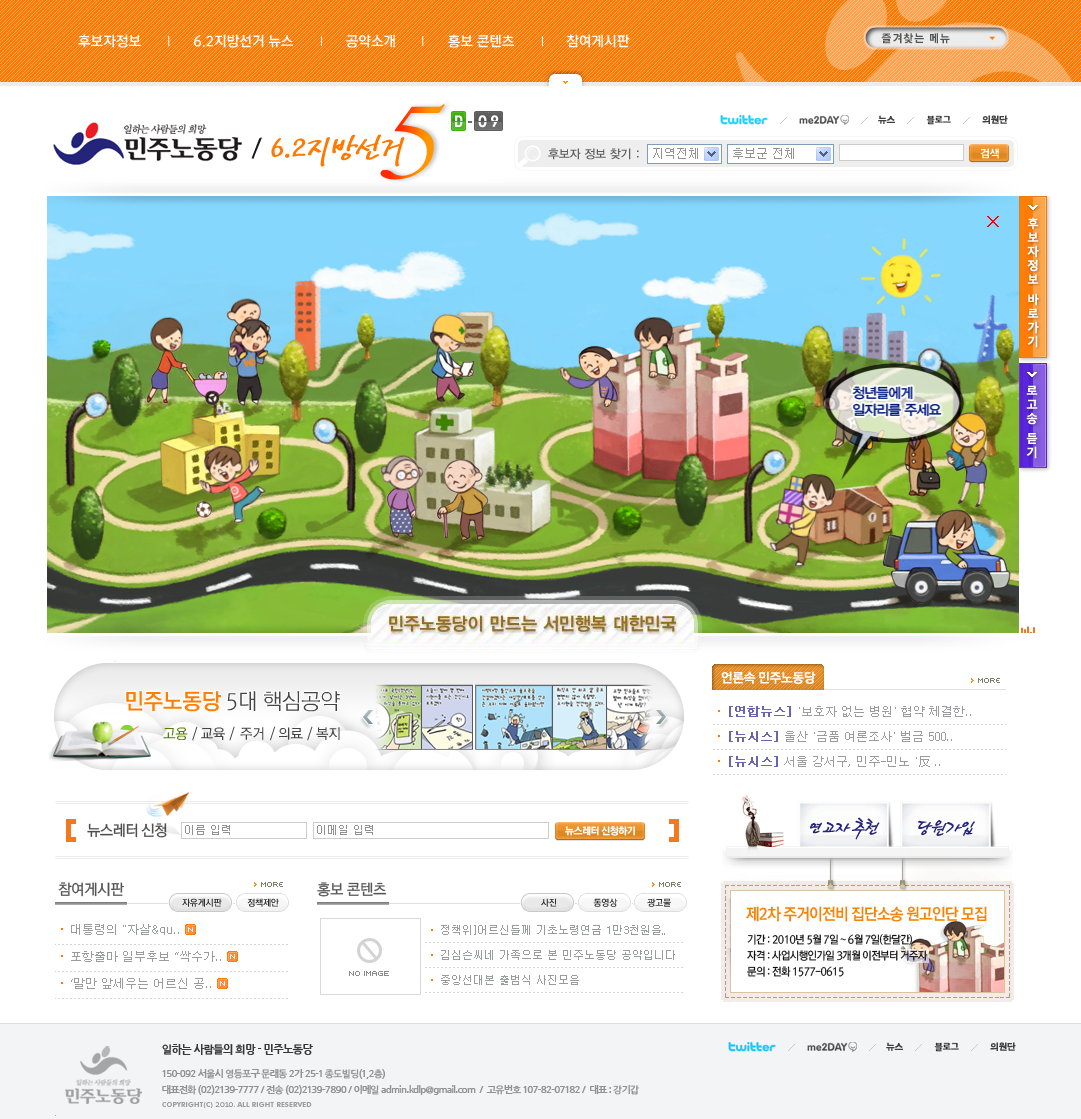 후보자정보 6.2지방선거 뉴스 공약소개 홍보 콘텐츠 참여게시판 즐겨찾는 메뉴
일하는 사람들의 희망
민주노동당 / 6.2지방선거 5 D-09
twitter me2DAY 뉴스 블로그 의원단
후보자 정보 찾기 : 지역전체 후보군 전체 검색
후보자정보 바로가기
로고송 듣기
청년들에게
일자리를 주세요
민주노동당이 만드는 서민행복 대한민국
민주노동당 5대 핵심공약
고용 / 교육 / 주거 / 의료 / 복지
언론속 민주노동당 MORE
[연합뉴스] '보호자 없는 병원' 협약 체결한..
[뉴시스] 울산 '금품 여론조사' 벌금 500..
[뉴시스] 서울 강서구, 민주-민노 '反 ..
뉴스레터 신청 이름 입력 이메일 입력 뉴스레터 신청하기
연고자 추천 당원가입
참여게시판 MORE
자유게시판 정책제안
대통령의 "자살&qu.. N
포항출마 일부후보 "싹수가.. N
'말만 앞세우는 어르신 공.. N
홍보 콘텐츠 MORE
사진 동영상 광고물
NO IMAGE
정책위]어르신들께 기초노령연금 1만3천원을..
김심슨씨네 가족으로 본 민주노동당 공약입니다
중앙선대본 출범식 사진모음
제2차 주거이전비 집단소송 원고인단 모집
기간 : 2010년 5월 7일 ~ 6월 7일(한달간)
자격 : 사업시행인가일 3개월 이전부터 거주자
문의 : 전화 1577-0615
일하는 사람들의 희망
민주노동당
일하는 사람들의 희망 - 민주노동당
150-092 서울시 영등포구 문래동 2가 25-1 종도빌딩(1,2층)
대표전화 (02)2139-7777 / 전송 (02)2139-7890 / 이메일 admin.kdlp@gmail.com / 고유번호 107-82-07182 / 대표 : 강기갑
COPYRIGHT(C) 2010. ALL RIGHT RESERVED
twitter me2DAY 뉴스 블로그 의원단